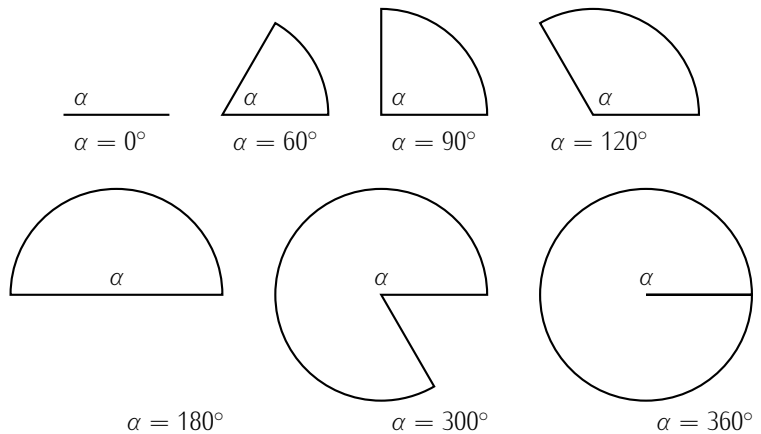 α α α α
α = 0° α = 60° α = 90° α = 120°
α α α
α = 180° α = 300° α = 360°